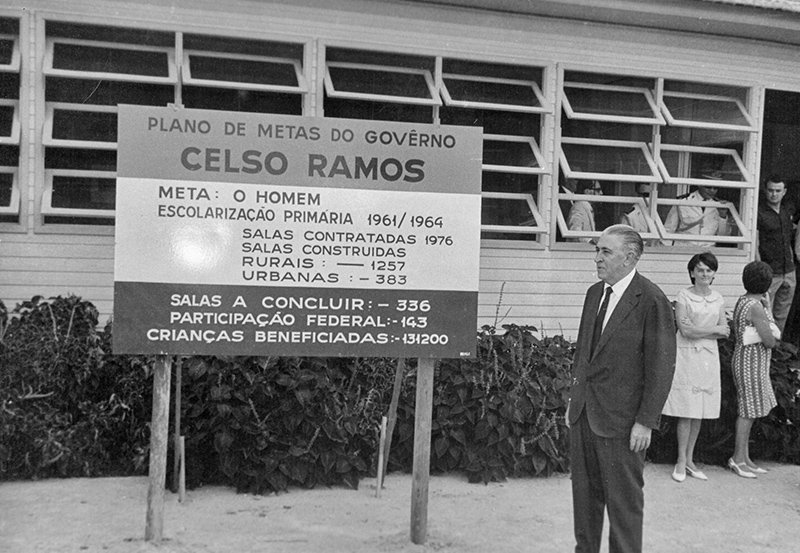 PLANO DE METAS DO GOVÊRNO
CELSO RAMOS
META: O HOMEM
ESCOLARIZAÇÃO PRIMÁRIA 1961/1964
SALAS CONTRATADAS 1976
SALAS CONSTRUIDAS
RURAIS: — 1257
URBANAS: - 383
SALAS A CONCLUIR:- 336
PARTICIPAÇÃO FEDERAL:-143
CRIANÇAS BENEFICIADAS:-131200